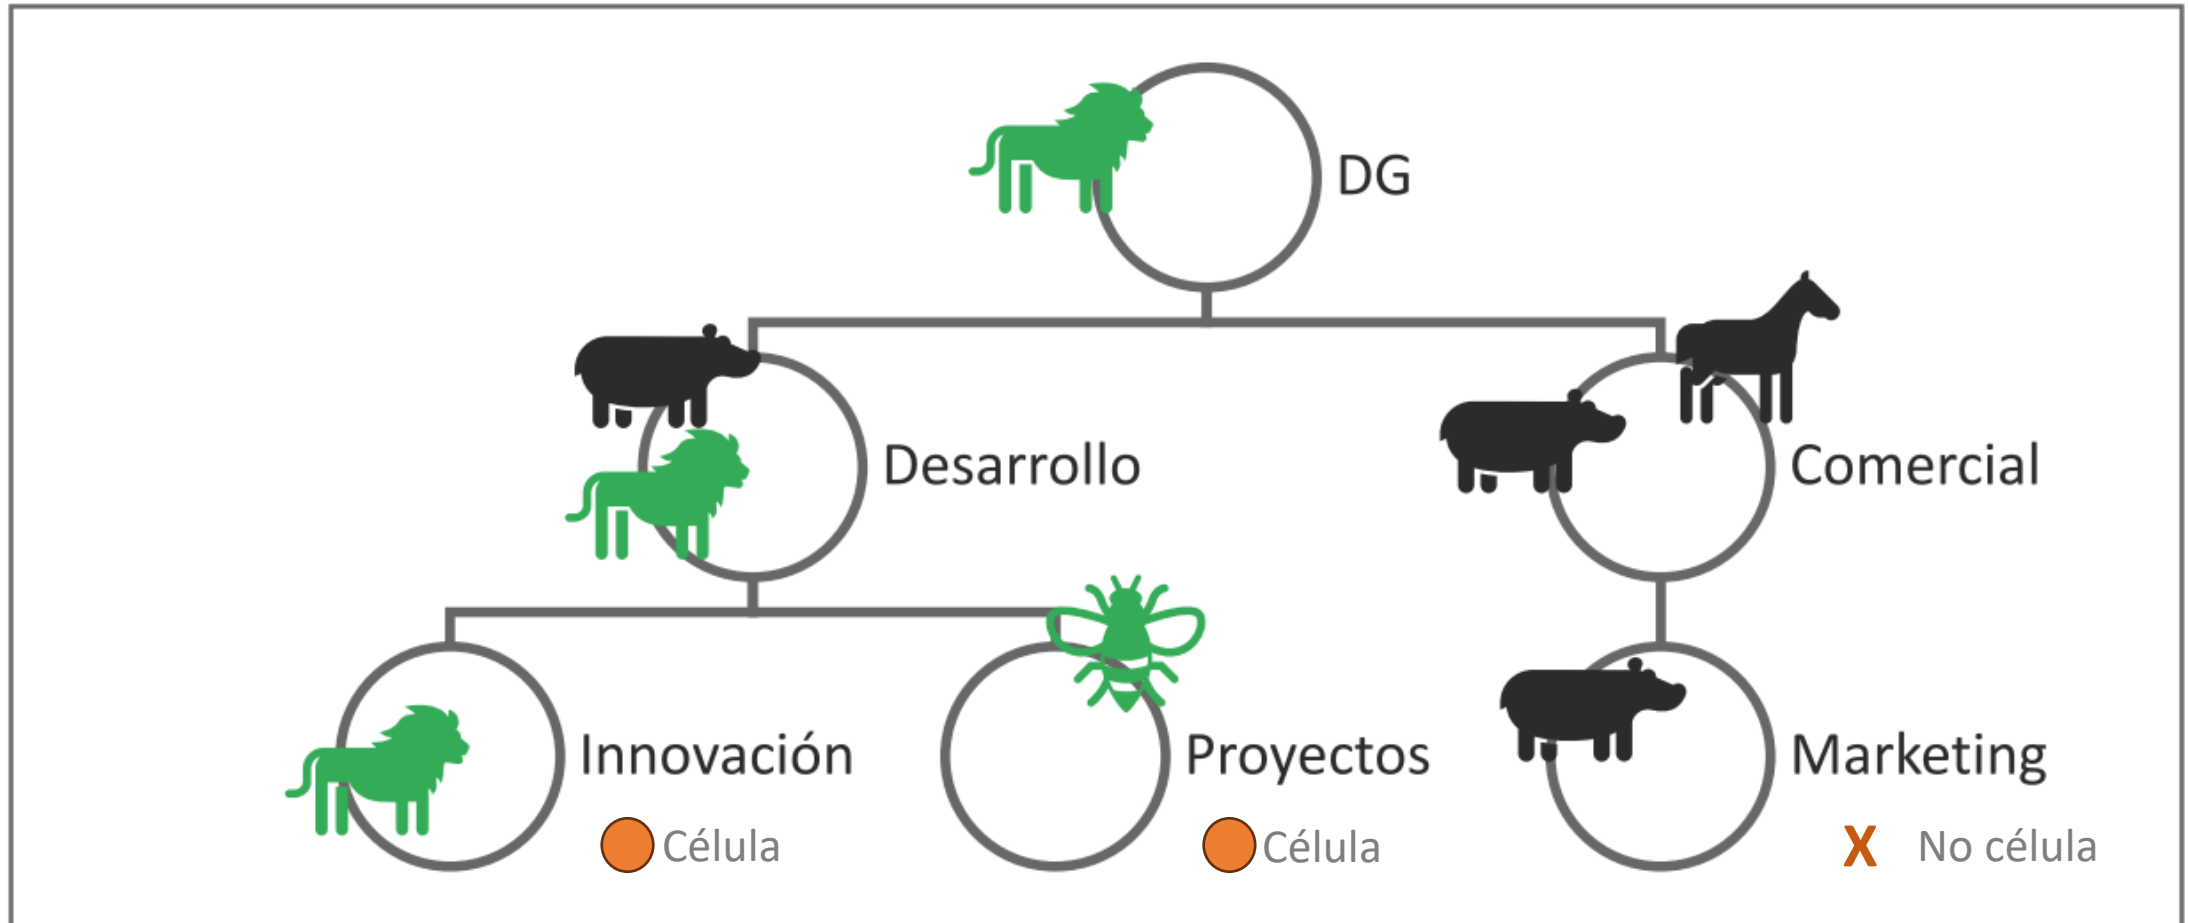 DG
Desarrollo
Comercial
Innovación
Proyectos
Marketing
Célula
Célula
X No célula